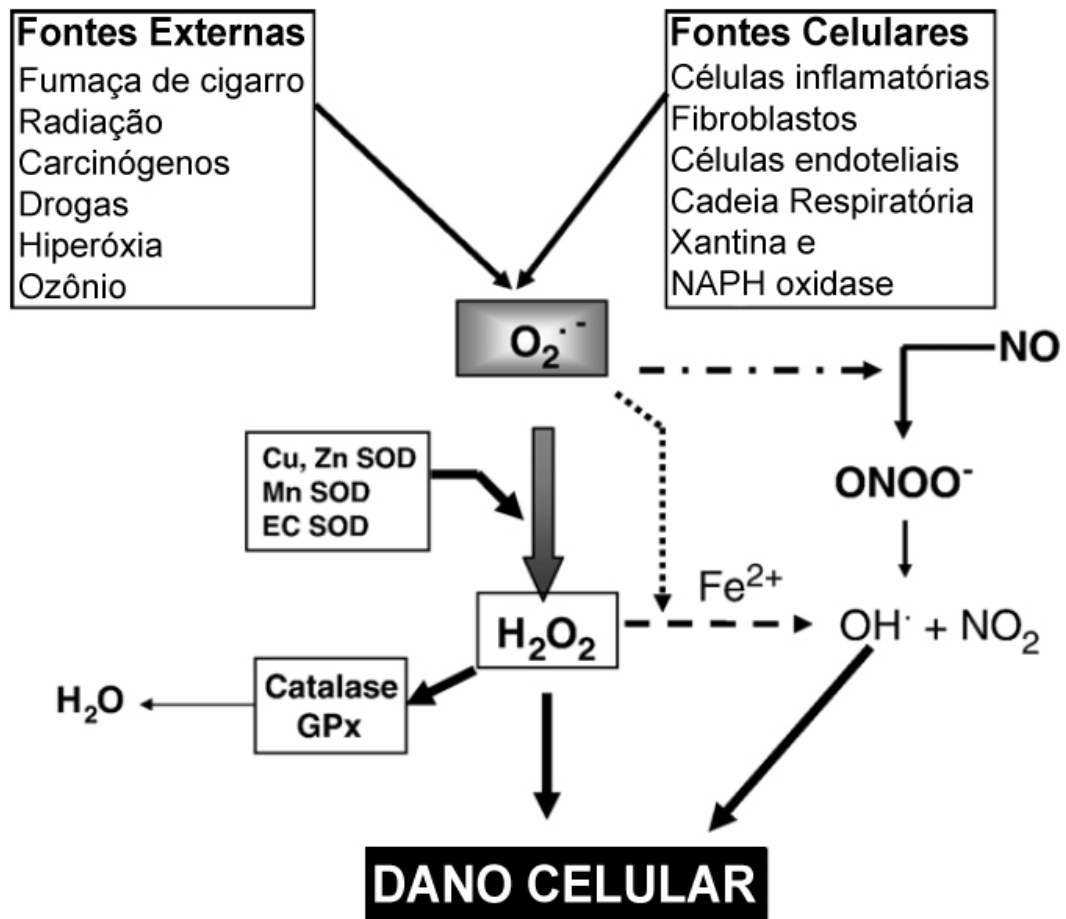 Fontes Externas
Fumaça de cigarro
Radiação
Carcinógenos
Drogas
Hiperóxia
Ozônio
Fontes Celulares
Células inflamatórias
Fibroblastos
Células endoteliais
Cadeia Respiratória
Xantina e
NAPH oxidase
O₂˙⁻
NO
Cu, Zn SOD
Mn SOD
EC SOD
ONOO⁻
Fe²⁺
H₂O₂
OH˙ + NO₂
Catalase
GPx
H₂O
DANO CELULAR